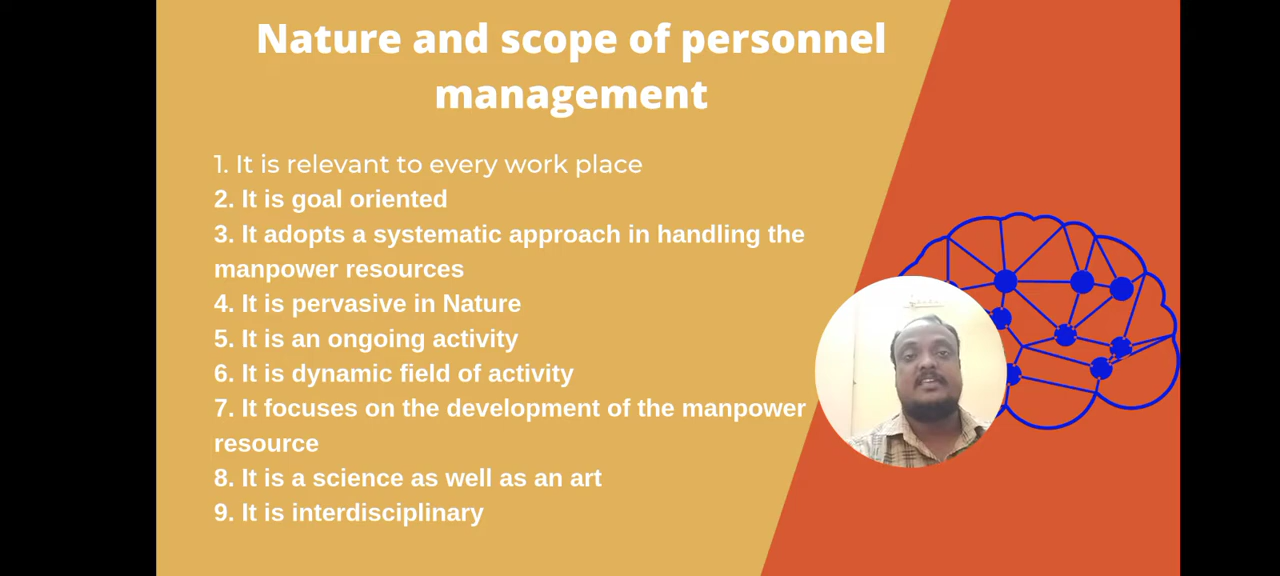 Nature and scope of personnel
management
1. It is relevant to every work place
2. It is goal oriented
3. It adopts a systematic approach in handling the
manpower resources
4. It is pervasive in Nature
5. It is an ongoing activity
6. It is dynamic field of activity
7. It focuses on the development of the manpower
resource
8. It is a science as well as an art
9. It is interdisciplinary